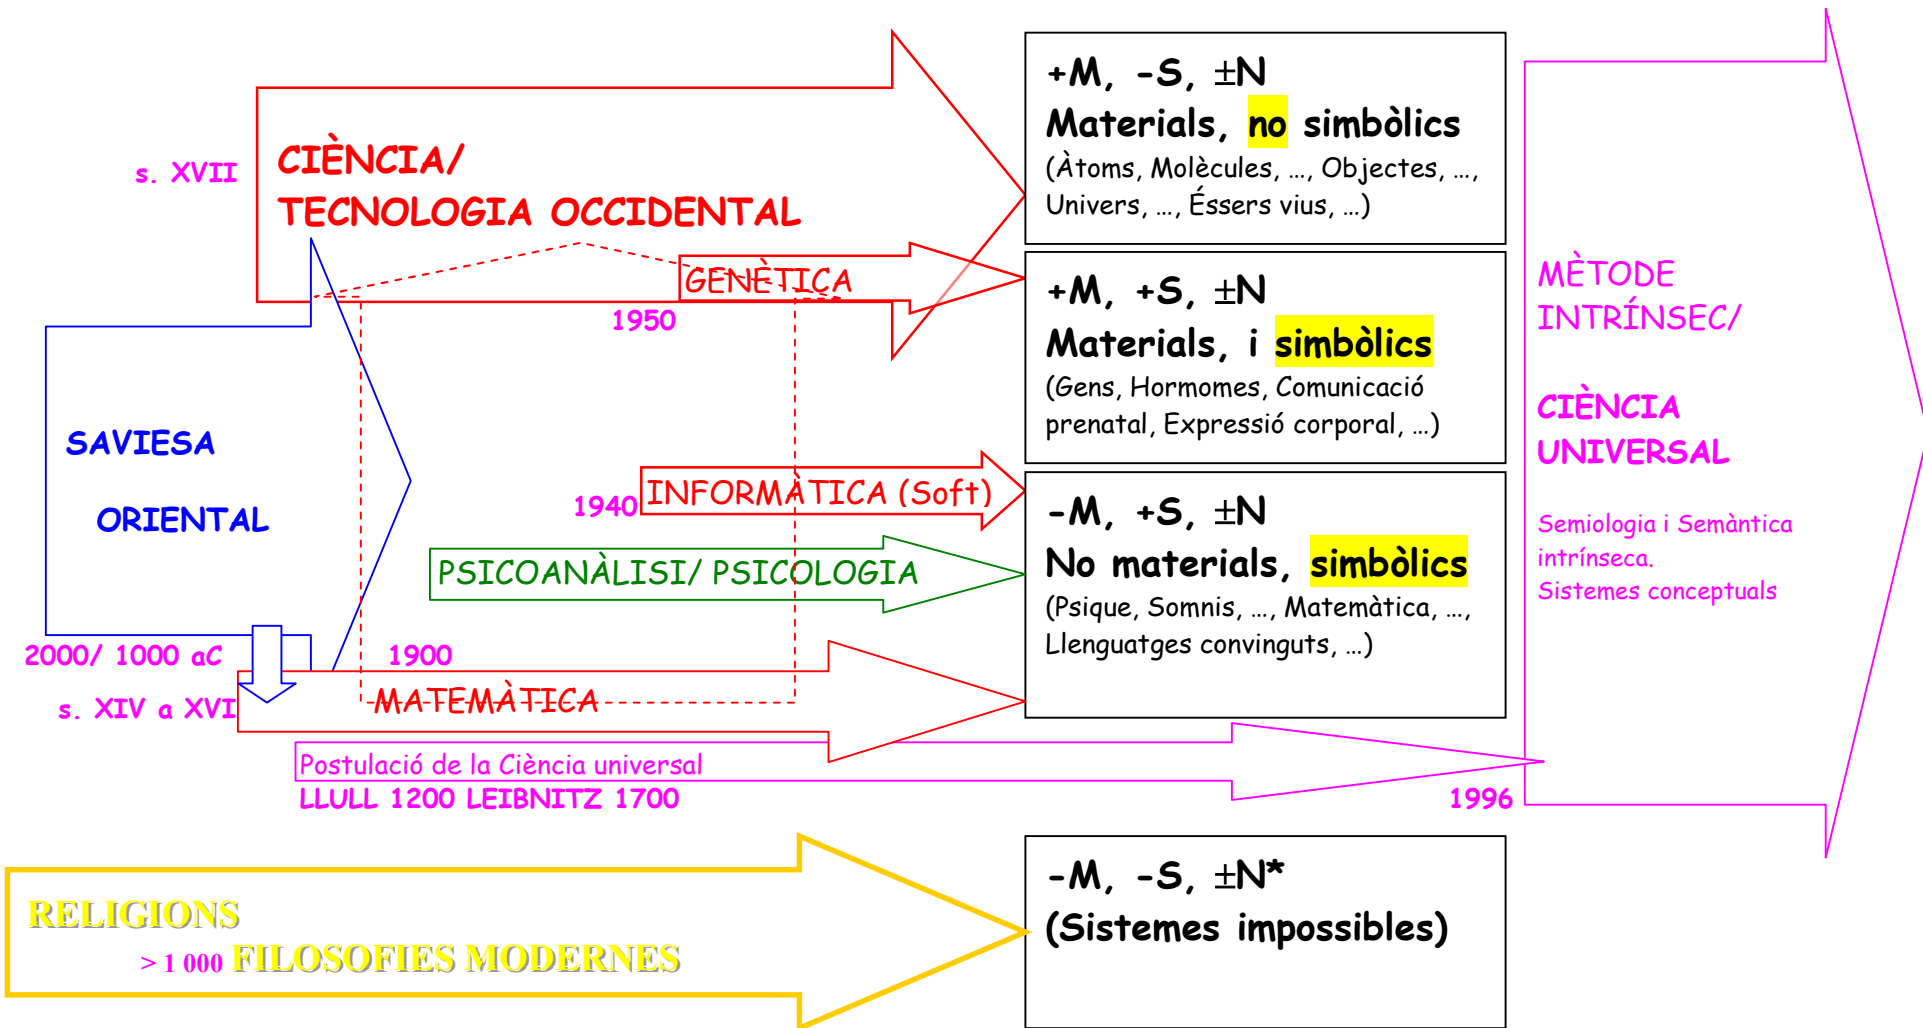 s. XVII
CIÈNCIA/
TECNOLOGIA OCCIDENTAL
GENÈTICA
1950
SAVIESA
ORIENTAL
2000/ 1000 aC
s. XIV a XVI
1940
INFORMÀTICA (Soft)
PSICOANÀLISI/ PSICOLOGIA
1900
MATEMÀTICA
Postulació de la Ciència universal
LLULL 1200 LEIBNITZ 1700
1996
RELIGIONS
> 1 000 FILOSOFIES MODERNES
+M, -S, ±N
Materials, no simbòlics
(Àtoms, Molècules, …, Objectes, …,
Univers, …, Éssers vius, …)
+M, +S, ±N
Materials, i simbòlics
(Gens, Hormomes, Comunicació
prenatal, Expressió corporal, …)
-M, +S, ±N
No materials, simbòlics
(Psique, Somnis, …, Matemàtica, …,
Llenguatges convinguts, …)
-M, -S, ±N*
(Sistemes impossibles)
MÈTODE
INTRÍNSEC/
CIÈNCIA
UNIVERSAL
Semiologia i Semàntica
intrínseca.
Sistemes conceptuals